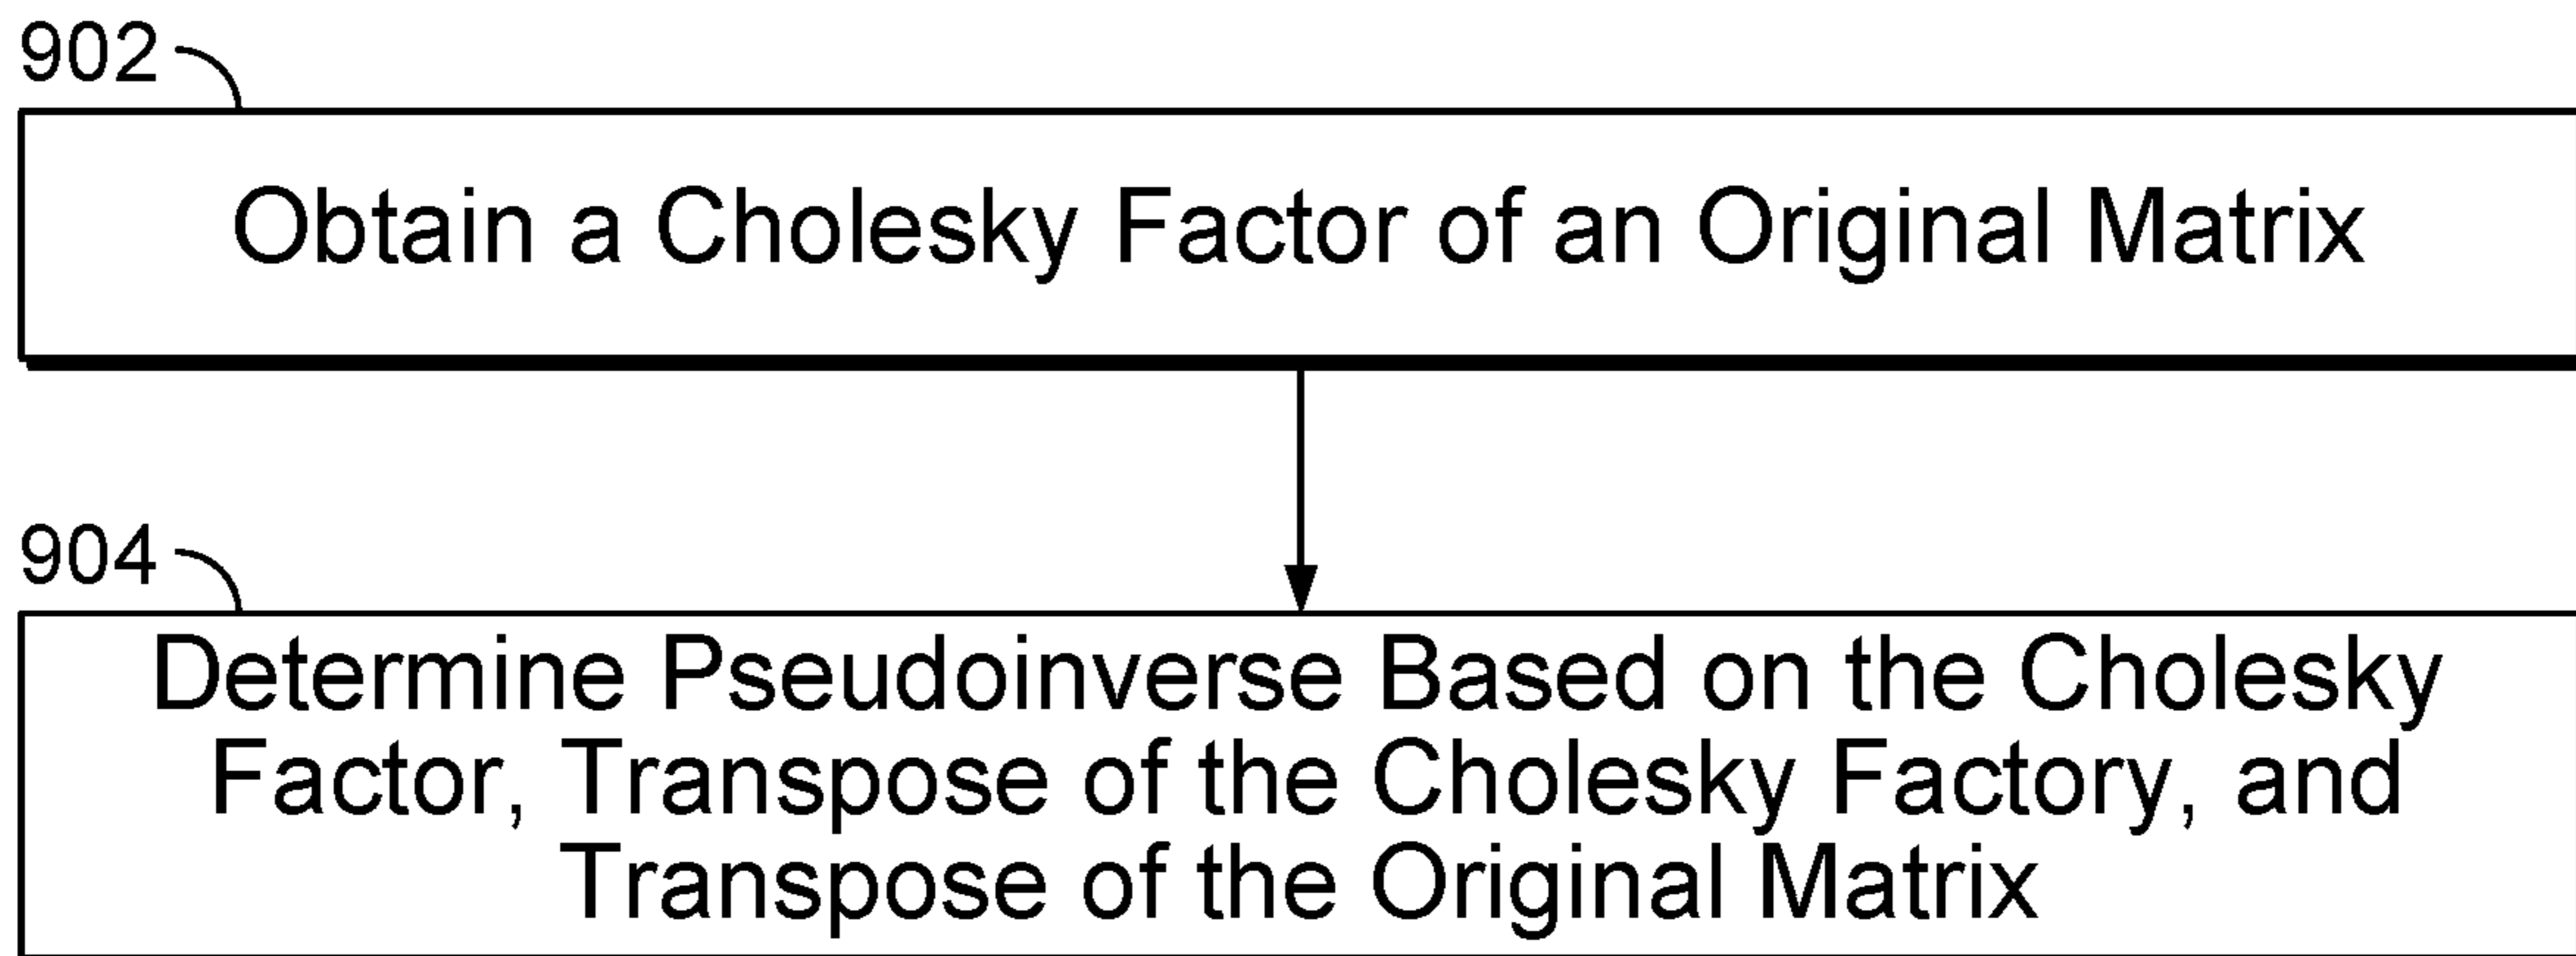 902
Obtain a Cholesky Factor of an Original Matrix
904
Determine Pseudoinverse Based on the Cholesky
Factor, Transpose of the Cholesky Factory, and
Transpose of the Original Matrix